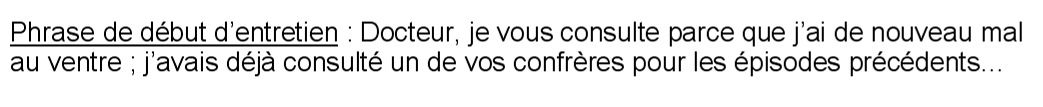 Phrase de début d’entretien : Docteur, je vous consulte parce que j’ai de nouveau mal
au ventre ; j’avais déjà consulté un de vos confrères pour les épisodes précédents…